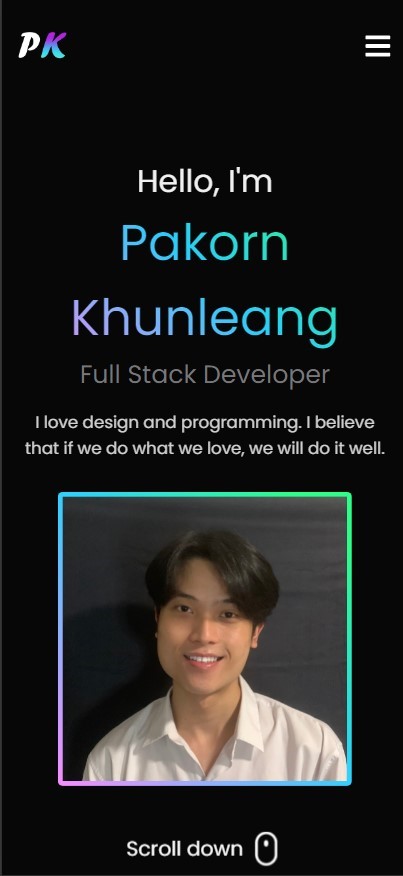 PK
Hello, I'm
Pakorn
Khunleang
Full Stack Developer
I love design and programming. I believe
that if we do what we love, we will do it well.
Scroll down